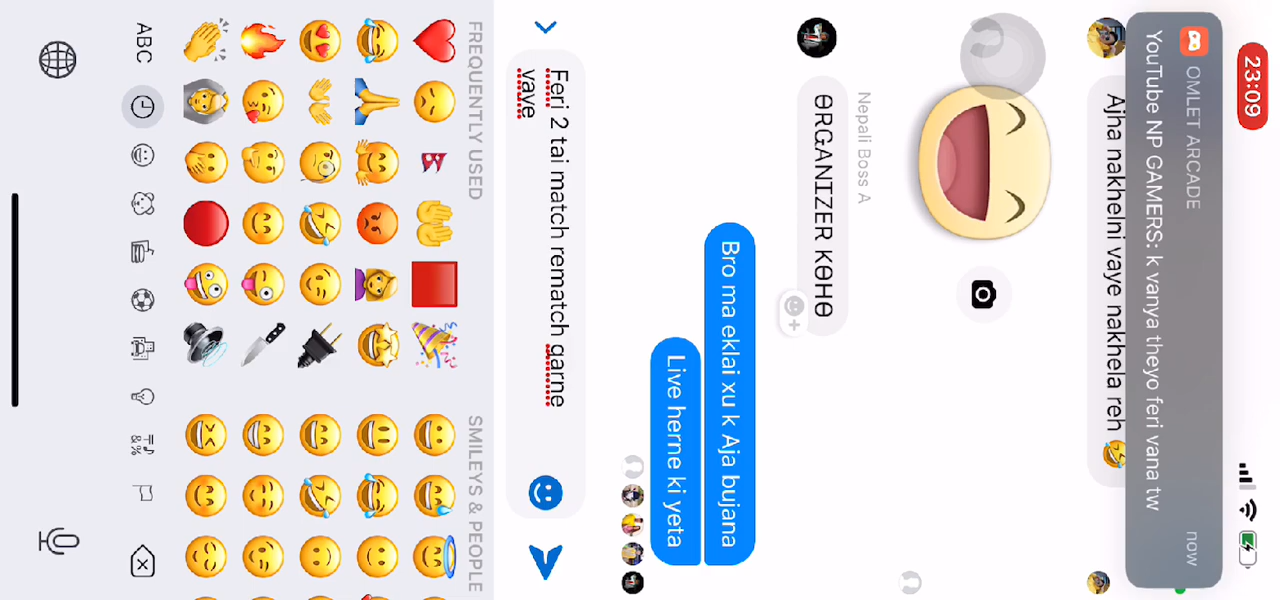 23:09
OMLET ARCADE
now
YouTube NP GAMERS: k vanya theyo feri vana tw
Ajha nakhelni vaye nakhela reh 🤣
Nepali Boss A
ѲRGANIZER KѲHѲ
Bro ma eklai xu k Aja bujana
Live herne ki yeta
Feri 2 tai match rematch garne
vaye
FREQUENTLY USED
SMILEYS & PEOPLE
ABC